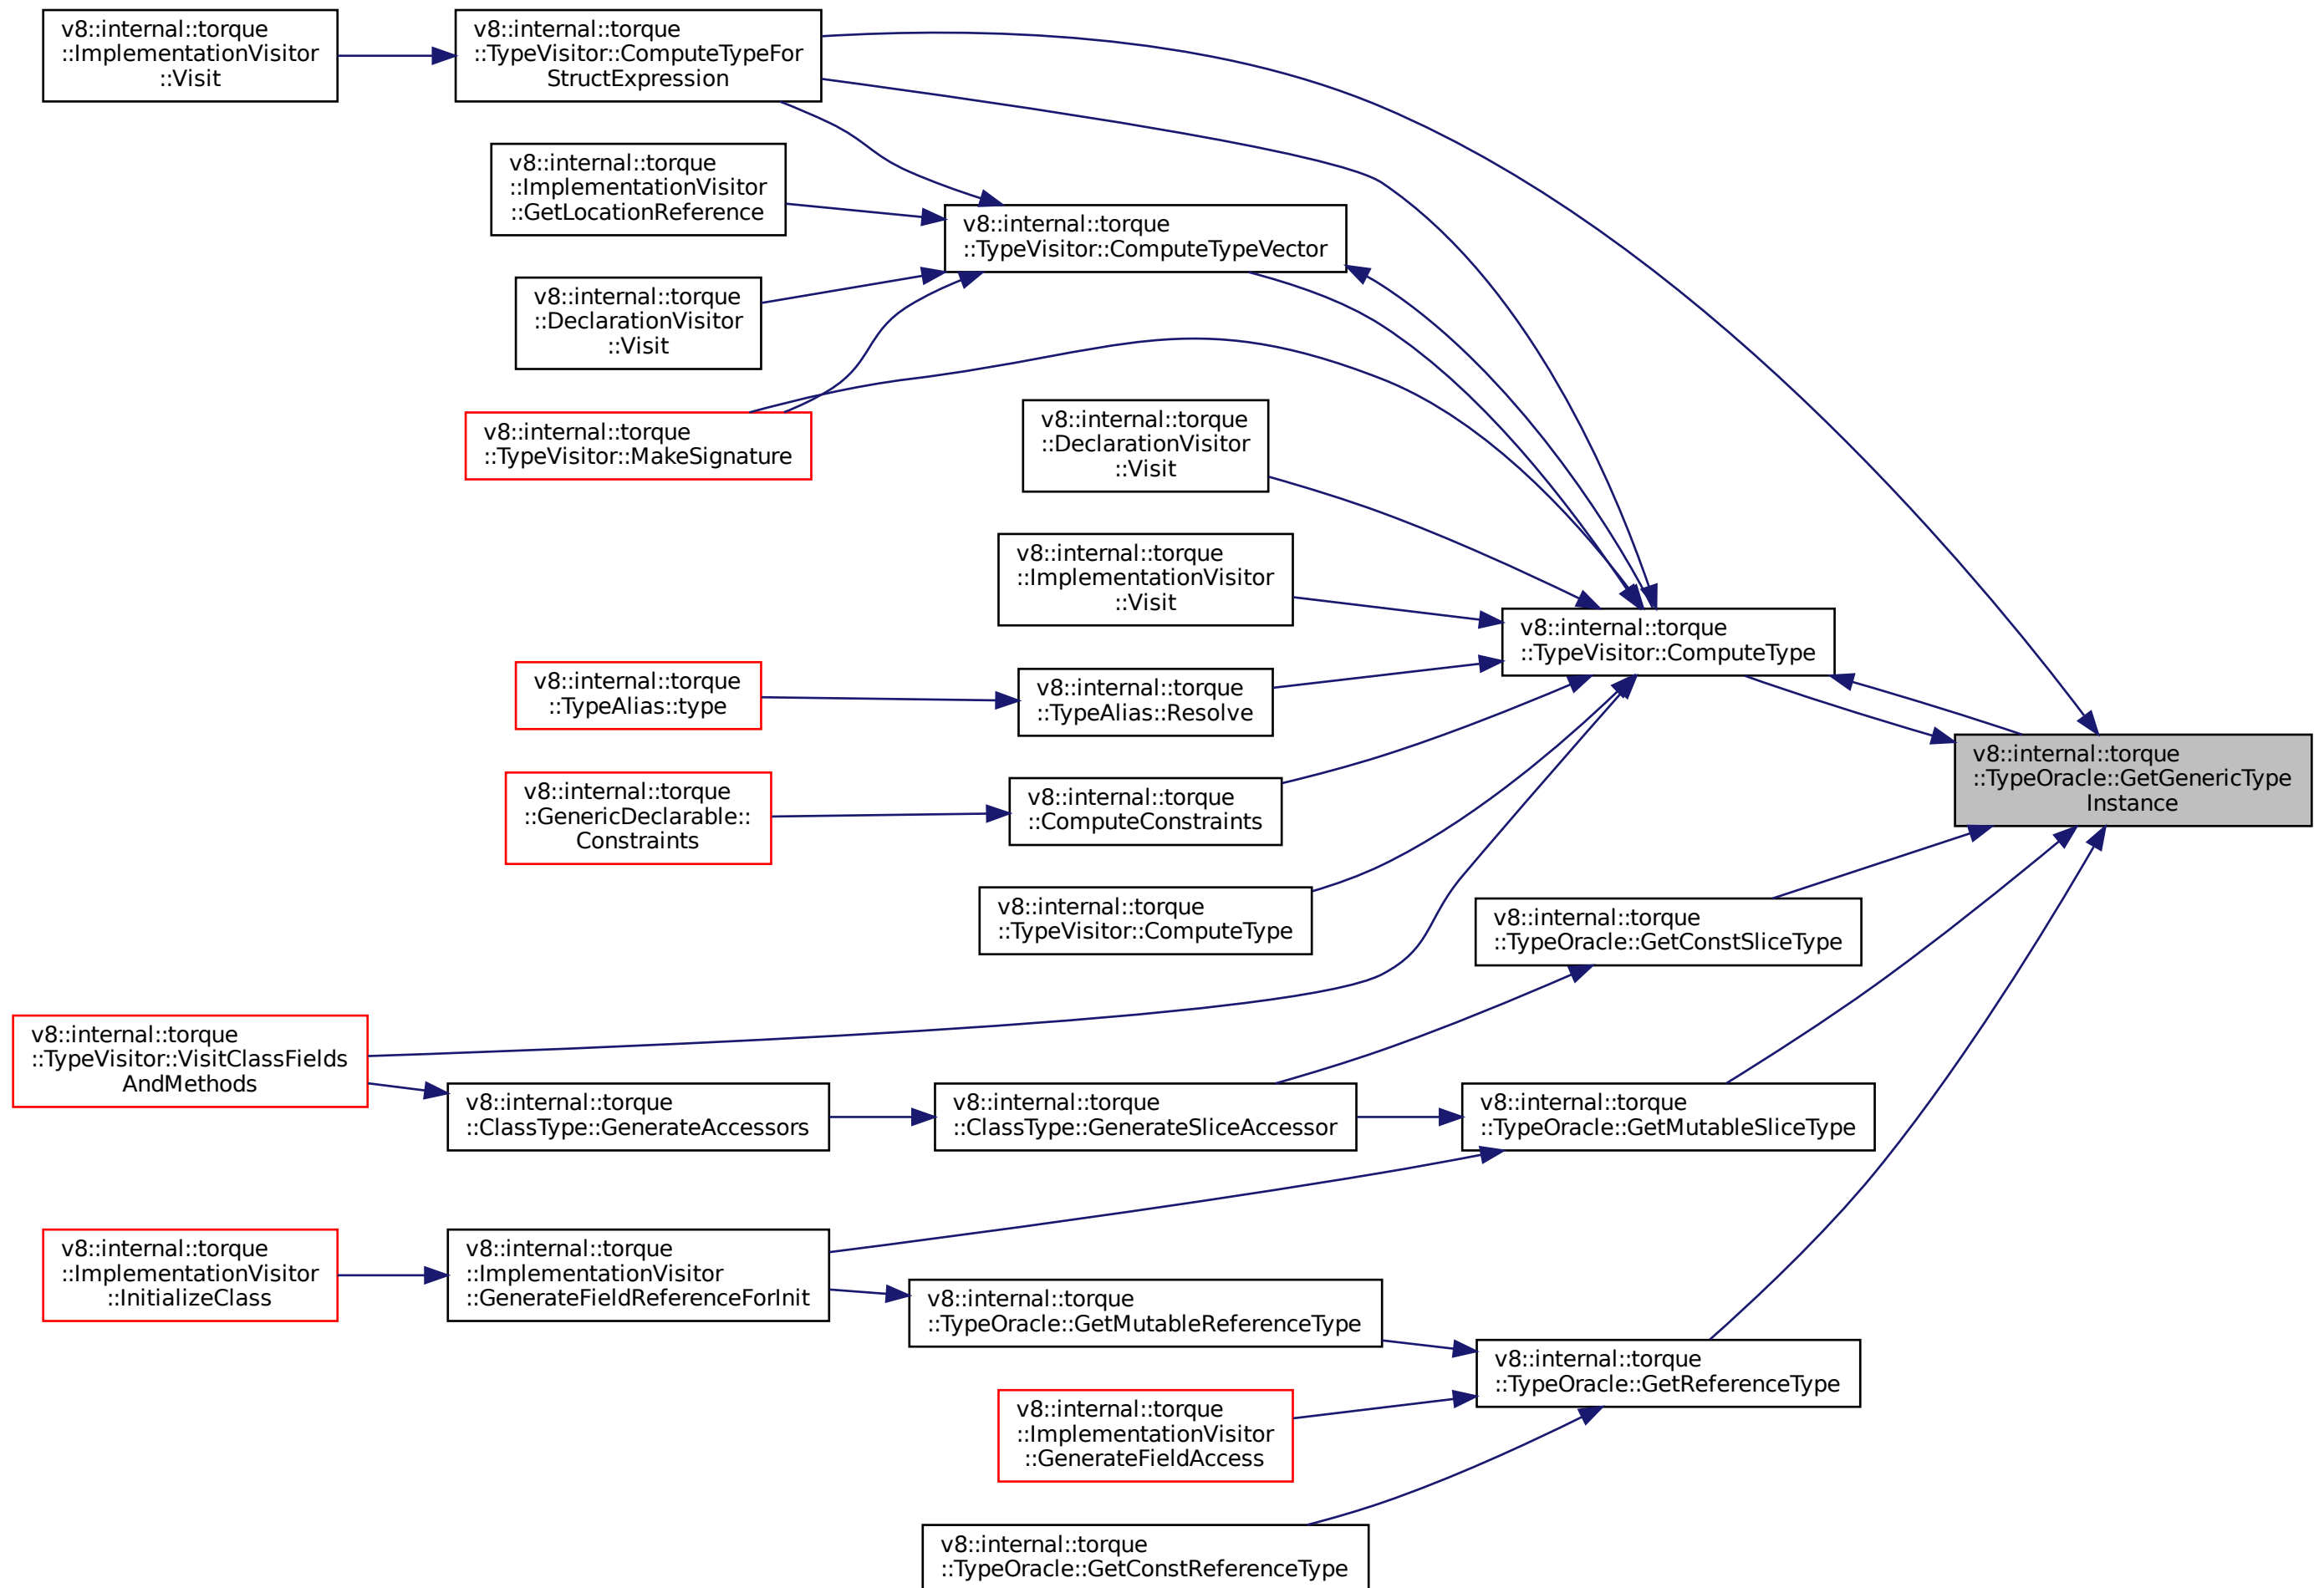 v8::internal::torque
::ImplementationVisitor
::Visit
v8::internal::torque
::TypeVisitor::ComputeTypeFor
StructExpression
v8::internal::torque
::ImplementationVisitor
::GetLocationReference
v8::internal::torque
::TypeVisitor::ComputeTypeVector
v8::internal::torque
::DeclarationVisitor
::Visit
v8::internal::torque
::TypeVisitor::MakeSignature
v8::internal::torque
::DeclarationVisitor
::Visit
v8::internal::torque
::ImplementationVisitor
::Visit
v8::internal::torque
::TypeVisitor::ComputeType
v8::internal::torque
::TypeAlias::type
v8::internal::torque
::TypeAlias::Resolve
v8::internal::torque
::TypeOracle::GetGenericType
Instance
v8::internal::torque
::GenericDeclarable::
Constraints
v8::internal::torque
::ComputeConstraints
v8::internal::torque
::TypeVisitor::ComputeType
v8::internal::torque
::TypeOracle::GetConstSliceType
v8::internal::torque
::TypeVisitor::VisitClassFields
AndMethods
v8::internal::torque
::ClassType::GenerateAccessors
v8::internal::torque
::ClassType::GenerateSliceAccessor
v8::internal::torque
::TypeOracle::GetMutableSliceType
v8::internal::torque
::ImplementationVisitor
::InitializeClass
v8::internal::torque
::ImplementationVisitor
::GenerateFieldReferenceForInit
v8::internal::torque
::TypeOracle::GetMutableReferenceType
v8::internal::torque
::TypeOracle::GetReferenceType
v8::internal::torque
::ImplementationVisitor
::GenerateFieldAccess
v8::internal::torque
::TypeOracle::GetConstReferenceType